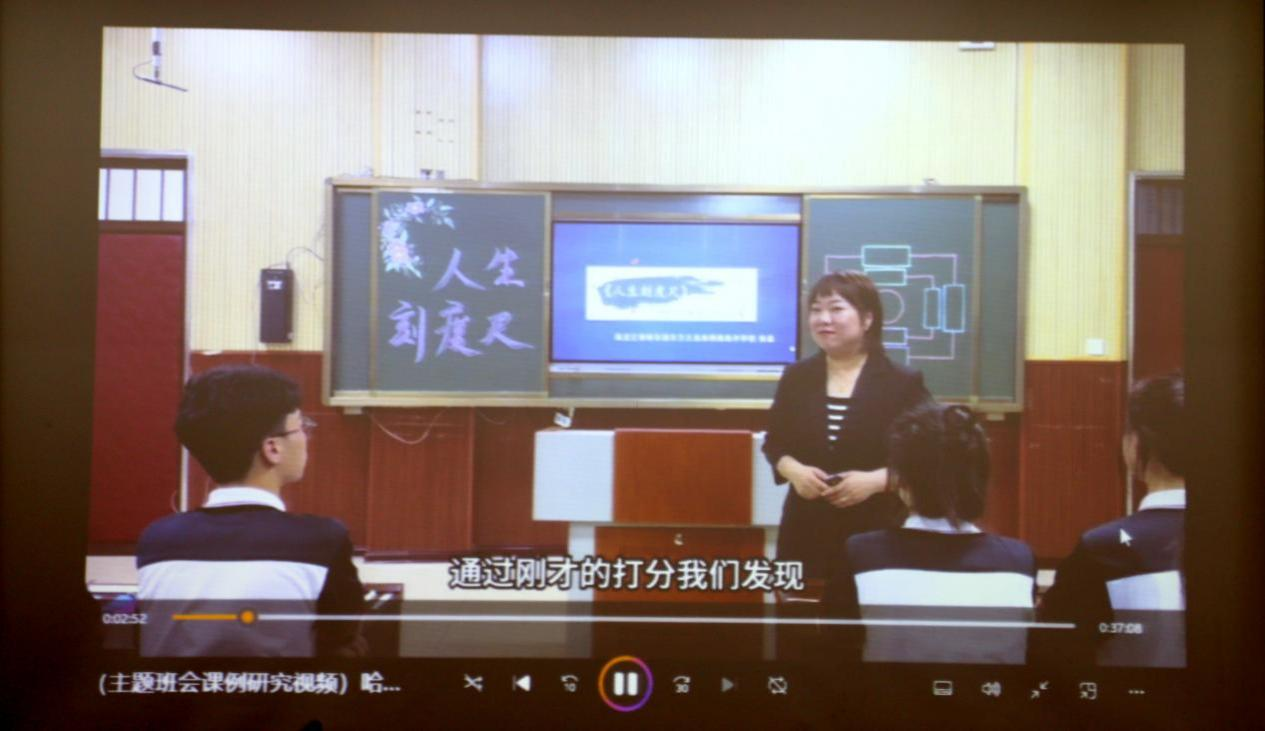 人生
刻度尺
《人生刻度尺》
通过刚才的打分我们发现
0:02:52
0:37:08
(主题班会课例研究视频) 哈...
10
30